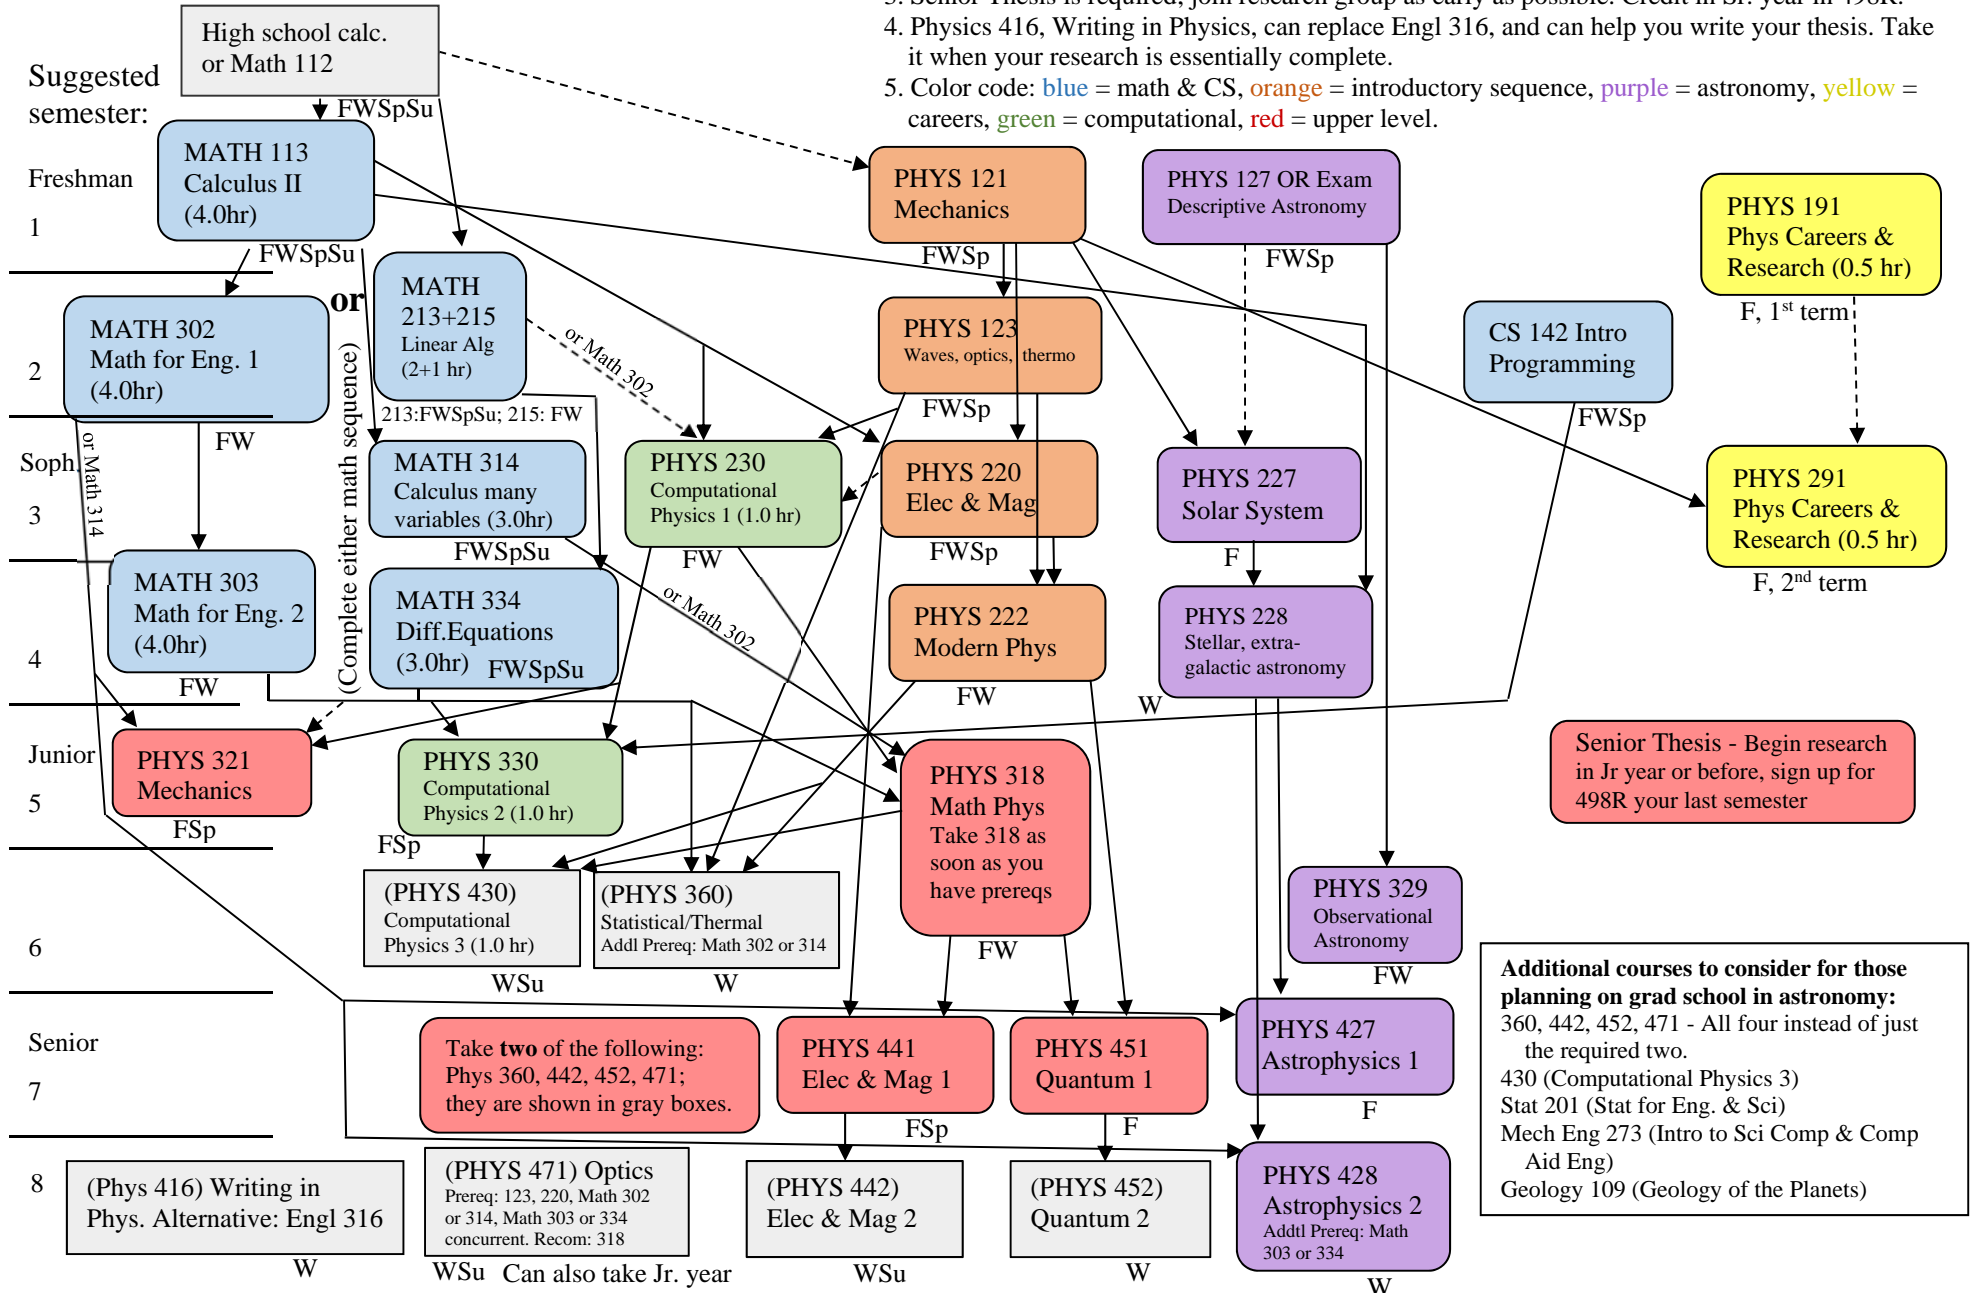 3. Senior Thesis is required, join research group as early as possible. Credit in Sr. year in 498R.
4. Physics 416, Writing in Physics, can replace Engl 316, and can help you write your thesis. Take
it when your research is essentially complete.
5. Color code: blue = math & CS, orange = introductory sequence, purple = astronomy, yellow =
careers, green = computational, red = upper level.
High school calc.
or Math 112
FWSpSu
Suggested
semester:
Freshman
1
MATH 113
Calculus II
(4.0hr)
FWSpSu
PHYS 121
Mechanics
FWSp
PHYS 127 OR Exam
Descriptive Astronomy
FWSp
PHYS 191
Phys Careers &
Research (0.5 hr)
F, 1st term
2
MATH 302
Math for Eng. 1
(4.0hr)
FW
or
(Complete either math sequence)
MATH
213+215
Linear Alg
(2+1 hr)
213:FWSpSu; 215: FW
or Math 302
PHYS 123
Waves, optics, thermo
FWSp
CS 142 Intro
Programming
FWSp
Soph.
3
or Math 314
MATH 314
Calculus many
variables (3.0hr)
FWSpSu
PHYS 230
Computational
Physics 1 (1.0 hr)
FW
PHYS 220
Elec & Mag
FWSp
PHYS 227
Solar System
F
PHYS 291
Phys Careers &
Research (0.5 hr)
F, 2nd term
4
MATH 303
Math for Eng. 2
(4.0hr)
FW
MATH 334
Diff.Equations
(3.0hr) FWSpSu
or Math 302
PHYS 222
Modern Phys
FW
PHYS 228
Stellar, extra-
galactic astronomy
W
Junior
5
PHYS 321
Mechanics
FSp
PHYS 330
Computational
Physics 2 (1.0 hr)
FSp
PHYS 318
Math Phys
Take 318 as
soon as you
have prereqs
FW
Senior Thesis - Begin research
in Jr year or before, sign up for
498R your last semester
6
(PHYS 430)
Computational
Physics 3 (1.0 hr)
WSu
(PHYS 360)
Statistical/Thermal
Addl Prereq: Math 302 or 314
W
PHYS 329
Observational
Astronomy
FW
Additional courses to consider for those
planning on grad school in astronomy:
360, 442, 452, 471 - All four instead of just
the required two.
430 (Computational Physics 3)
Stat 201 (Stat for Eng. & Sci)
Mech Eng 273 (Intro to Sci Comp & Comp
Aid Eng)
Geology 109 (Geology of the Planets)
Senior
7
Take two of the following:
Phys 360, 442, 452, 471;
they are shown in gray boxes.
PHYS 441
Elec & Mag 1
FSp
PHYS 451
Quantum 1
F
PHYS 427
Astrophysics 1
F
8
(Phys 416) Writing in
Phys. Alternative: Engl 316
W
(PHYS 471) Optics
Prereq: 123, 220, Math 302
or 314, Math 303 or 334
concurrent. Recom: 318
WSu Can also take Jr. year
(PHYS 442)
Elec & Mag 2
WSu
(PHYS 452)
Quantum 2
W
PHYS 428
Astrophysics 2
Addtl Prereq: Math
303 or 334
W